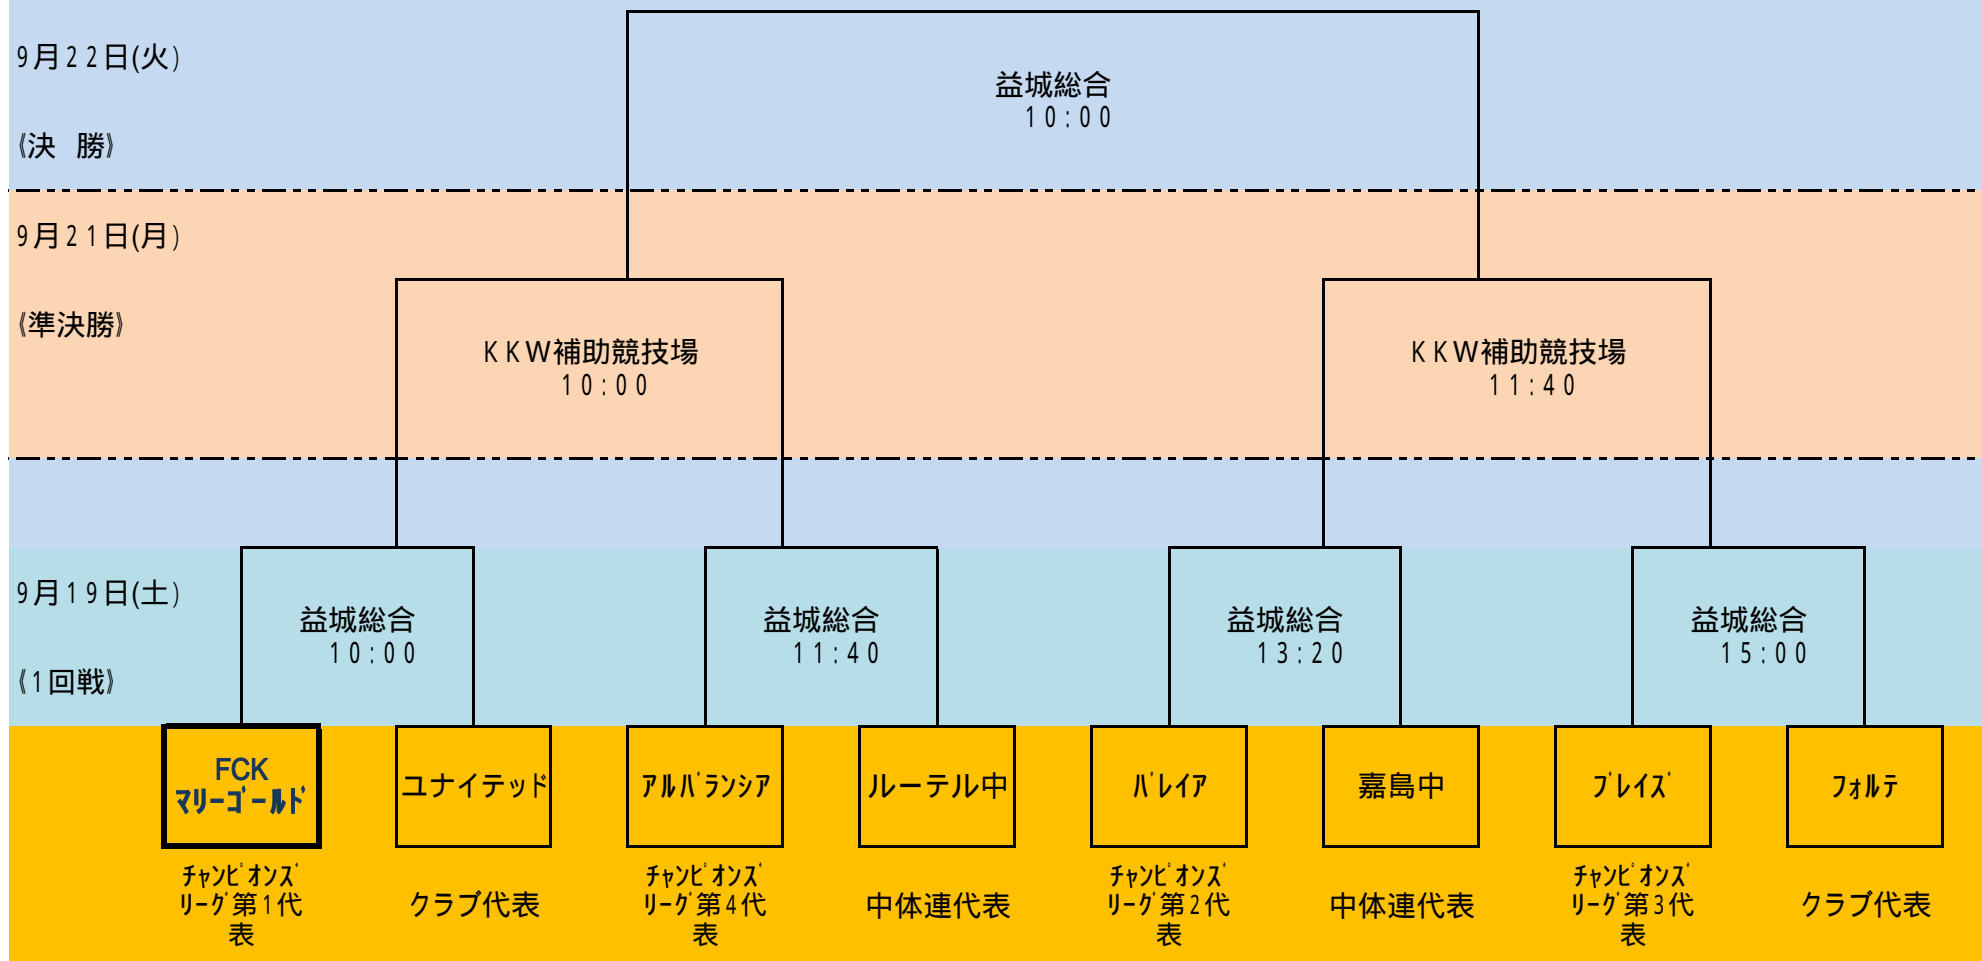 9月22日(火)
益城総合
10:00
《決 勝》
9月21日(月)
《準決勝》
KKW補助競技場
10:00
KKW補助競技場
11:40
9月19日(土)
益城総合
10:00
益城総合
11:40
益城総合
13:20
益城総合
15:00
《1回戦》
FCK
ﾏﾘｰｺﾞｰﾙﾄﾞ
ユナイテッド
ｱﾙﾊﾞﾗﾝｼｱ
ルーテル中
ﾊﾞﾚｲｱ
嘉島中
ﾌﾞﾚｲｽﾞ
ﾌｫﾙﾃ
ﾁｬﾝﾋﾟｵﾝｽﾞ
ﾘｰｸﾞ第1代
表
クラブ代表
ﾁｬﾝﾋﾟｵﾝｽﾞ
ﾘｰｸﾞ第4代
表
中体連代表
ﾁｬﾝﾋﾟｵﾝｽﾞ
ﾘｰｸﾞ第2代
表
中体連代表
ﾁｬﾝﾋﾟｵﾝｽﾞ
ﾘｰｸﾞ第3代
表
クラブ代表